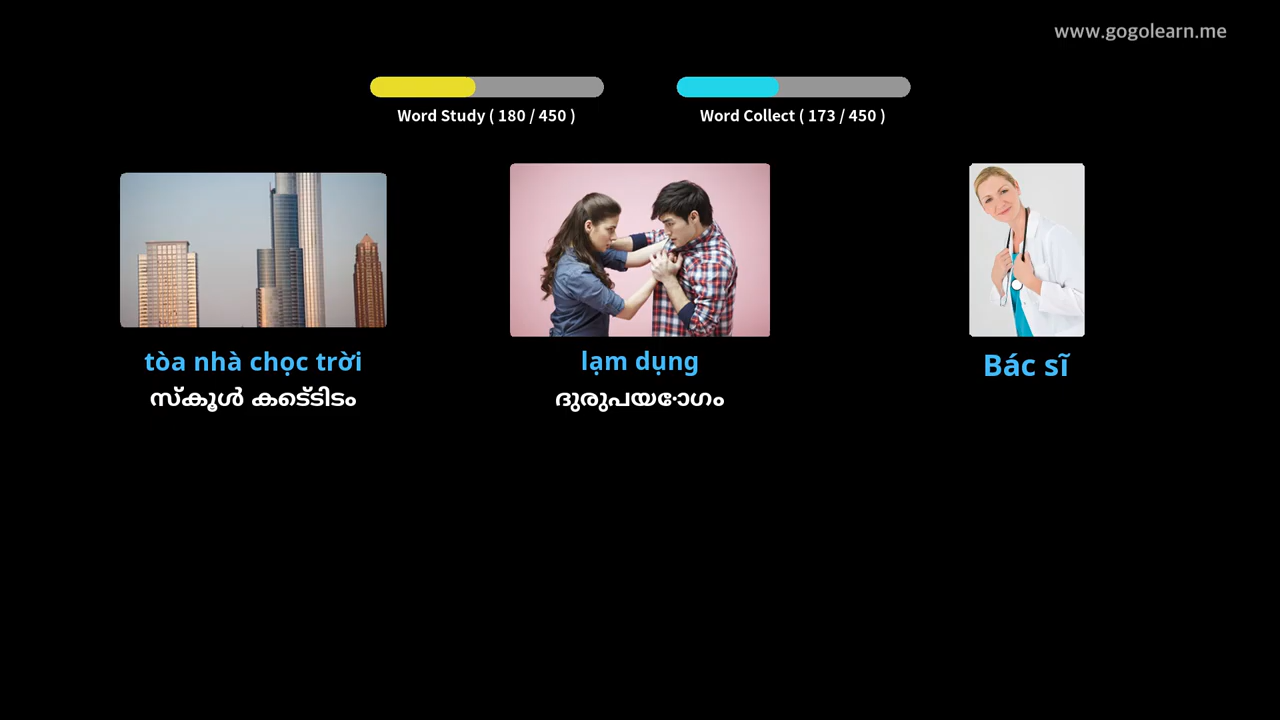 www.gogolearn.me
Word Study ( 180 / 450 )
Word Collect ( 173 / 450 )
tòa nhà chọc trời
സ്കൂൾ കെട്ടിടം
lạm dụng
ദുരുപയോഗം
Bác sĩ